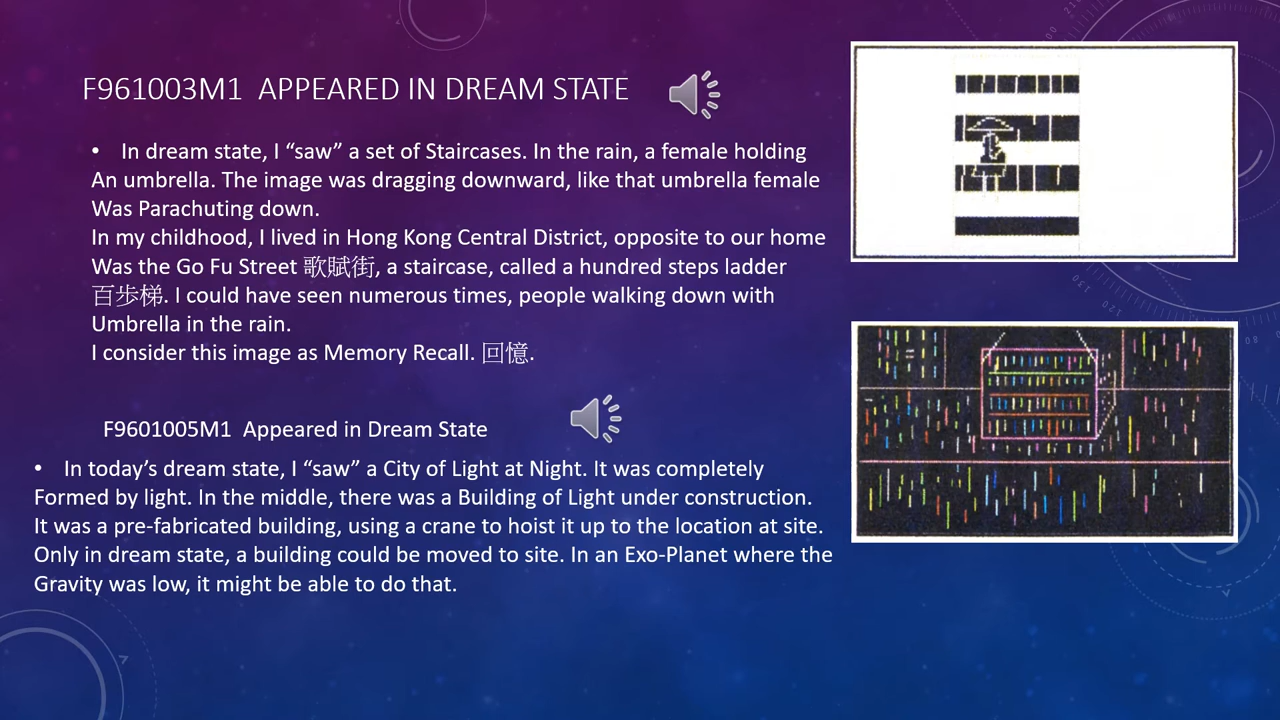 F961003M1 APPEARED IN DREAM STATE
• In dream state, I “saw” a set of Staircases. In the rain, a female holding
An umbrella. The image was dragging downward, like that umbrella female
Was Parachuting down.
In my childhood, I lived in Hong Kong Central District, opposite to our home
Was the Go Fu Street 歌賦街, a staircase, called a hundred steps ladder
百步梯. I could have seen numerous times, people walking down with
Umbrella in the rain.
I consider this image as Memory Recall. 回憶.
F9601005M1 Appeared in Dream State
• In today’s dream state, I “saw” a City of Light at Night. It was completely
Formed by light. In the middle, there was a Building of Light under construction.
It was a pre-fabricated building, using a crane to hoist it up to the location at site.
Only in dream state, a building could be moved to site. In an Exo-Planet where the
Gravity was low, it might be able to do that.